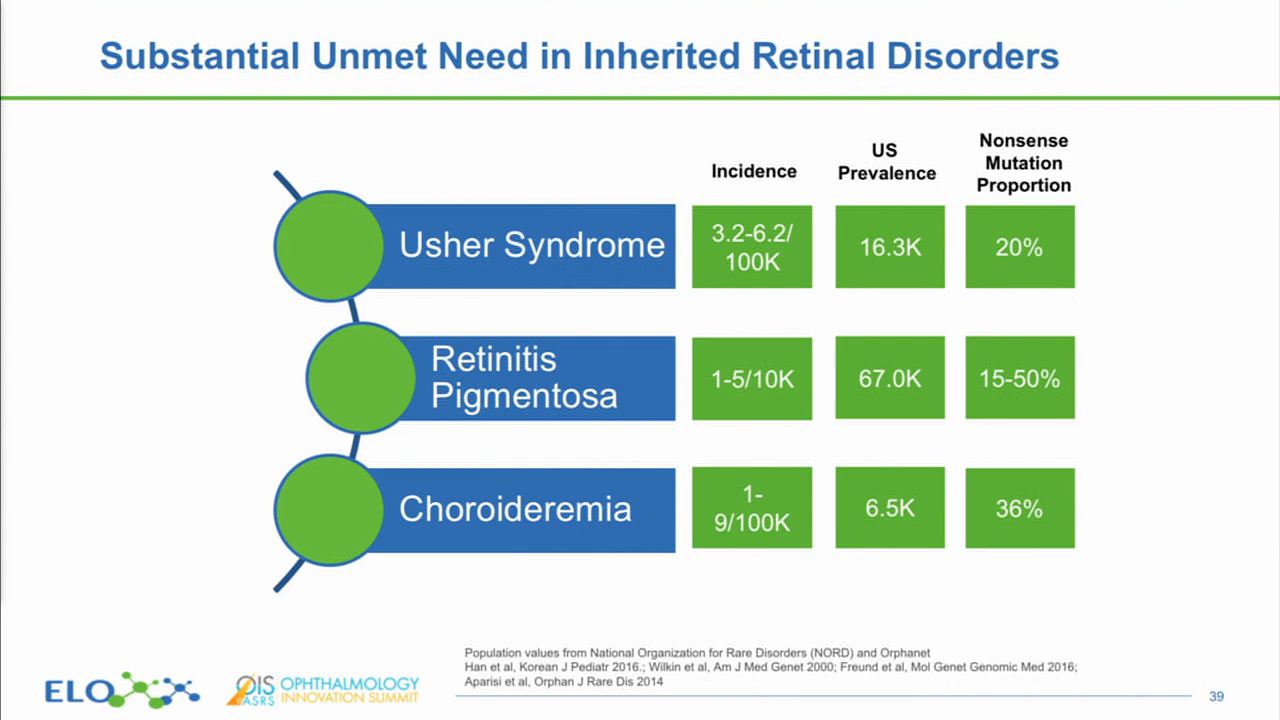 Substantial Unmet Need in Inherited Retinal Disorders
Incidence
US
Prevalence
Nonsense
Mutation
Proportion
Usher Syndrome
3.2-6.2/
100K
16.3K
20%
Retinitis
Pigmentosa
1-5/10K
67.0K
15-50%
Choroideremia
1-
9/100K
6.5K
36%
Population values from National Organization for Rare Disorders (NORD) and Orphanet
Han et al, Korean J Pediatr 2016.; Wilkin et al, Am J Med Genet 2000; Freund et al, Mol Genet Genomic Med 2016;
Aparisi et al, Orphan J Rare Dis 2014
ELOX
OIS
ASRS
OPHTHALMOLOGY
INNOVATION SUMMIT
39